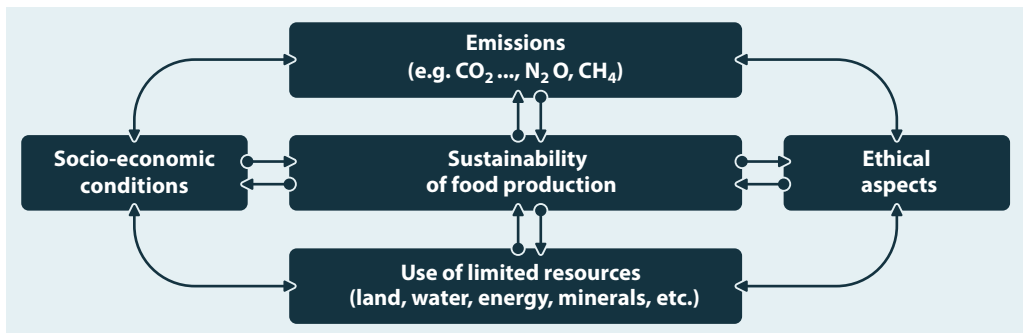 Emissions
(e.g. CO₂ ..., N₂ O, CH₄)
Socio-economic
conditions
Sustainability
of food production
Ethical
aspects
Use of limited resources
(land, water, energy, minerals, etc.)